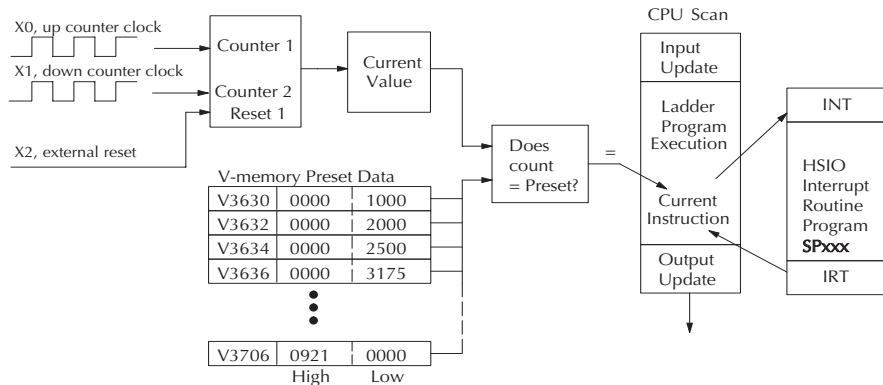 X0, up counter clock
X1, down counter clock
X2, external reset
Counter 1
Counter 2
Reset 1
Current
Value
V-memory Preset Data
V3630 0000 1000
V3632 0000 2000
V3634 0000 2500
V3636 0000 3175
V3706 0921 0000
High Low
Does
count
= Preset?
=
CPU Scan
Input
Update
Ladder
Program
Execution
Current
Instruction
Output
Update
INT
HSIO
Interrupt
Routine
Program
SPxxx
IRT